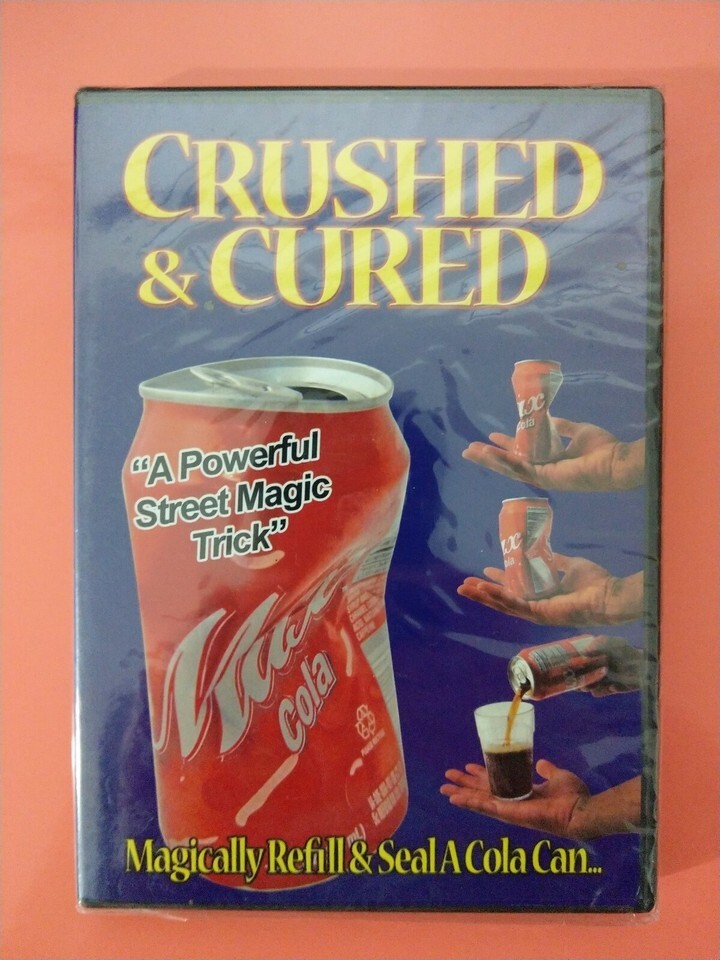 CRUSHED
& CURED
“A Powerful
Street Magic
Trick”
Cola
Magically Refill & Seal A Cola Can...